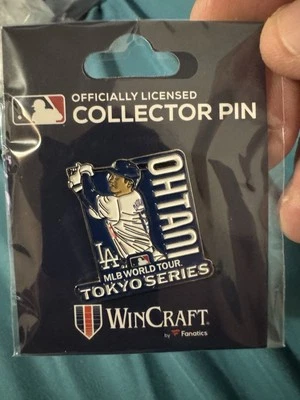 OFFICIALLY LICENSED
COLLECTOR PIN
OHTANI
LA
MLB WORLD TOUR
TOKYO SERIES
WINCRAFT
by Fanatics